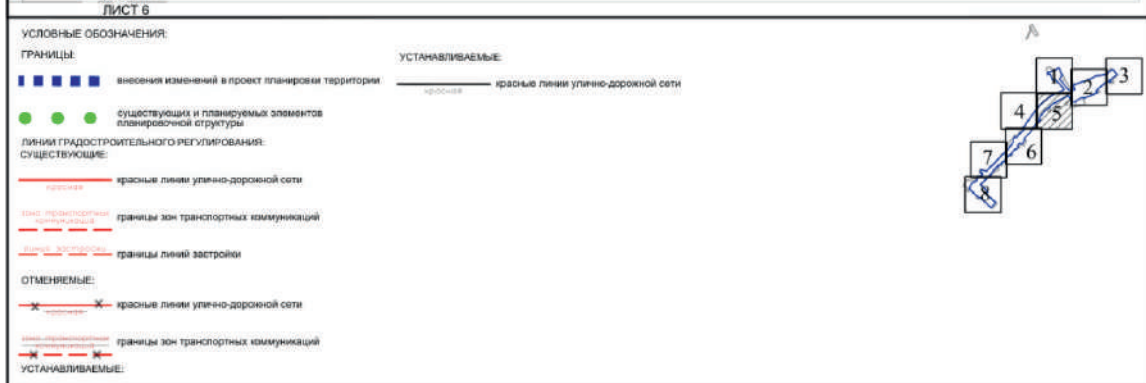 ЛИСТ 6
УСЛОВНЫЕ ОБОЗНАЧЕНИЯ:
ГРАНИЦЫ:
внесения изменений в проект планировки территории
существующих и планируемых элементов
планировочной структуры
ЛИНИИ ГРАДОСТРОИТЕЛЬНОГО РЕГУЛИРОВАНИЯ:
СУЩЕСТВУЮЩИЕ:
красные линии улично-дорожной сети
красная
зона транспортных
коммуникаций
границы зон транспортных коммуникаций
линия застройки
границы линий застройки
ОТМЕНЯЕМЫЕ:
красные линии улично-дорожной сети
красная
зона транспортных
коммуникаций
границы зон транспортных коммуникаций
УСТАНАВЛИВАЕМЫЕ:
УСТАНАВЛИВАЕМЫЕ:
красные линии улично-дорожной сети
красная
1
2
3
4
5
6
7
8